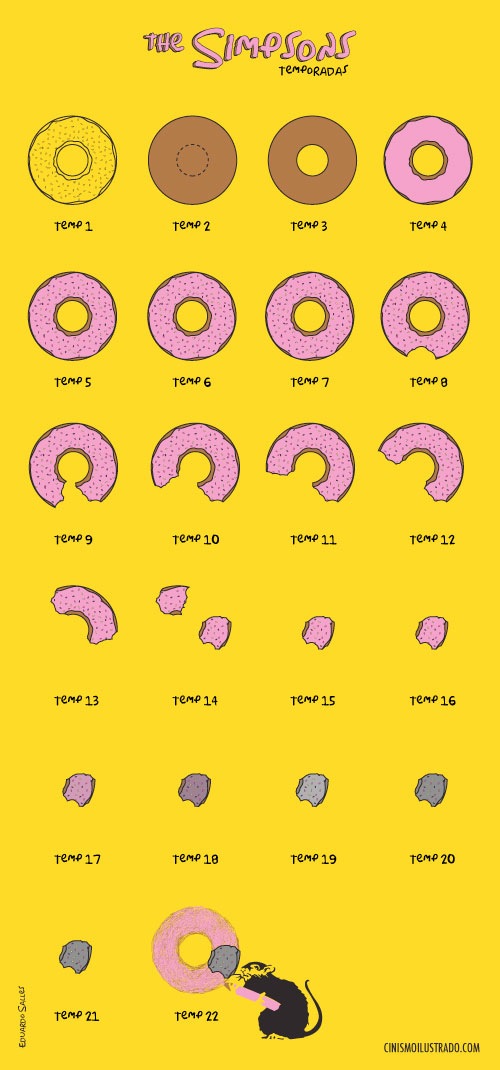 THE SIMPSONS
TEMPORADAS
TEMP 1
TEMP 2
TEMP 3
TEMP 4
TEMP 5
TEMP 6
TEMP 7
TEMP 8
TEMP 9
TEMP 10
TEMP 11
TEMP 12
TEMP 13
TEMP 14
TEMP 15
TEMP 16
TEMP 17
TEMP 18
TEMP 19
TEMP 20
TEMP 21
TEMP 22
EDUARDO SALLES
CINISMOILUSTRADO.COM